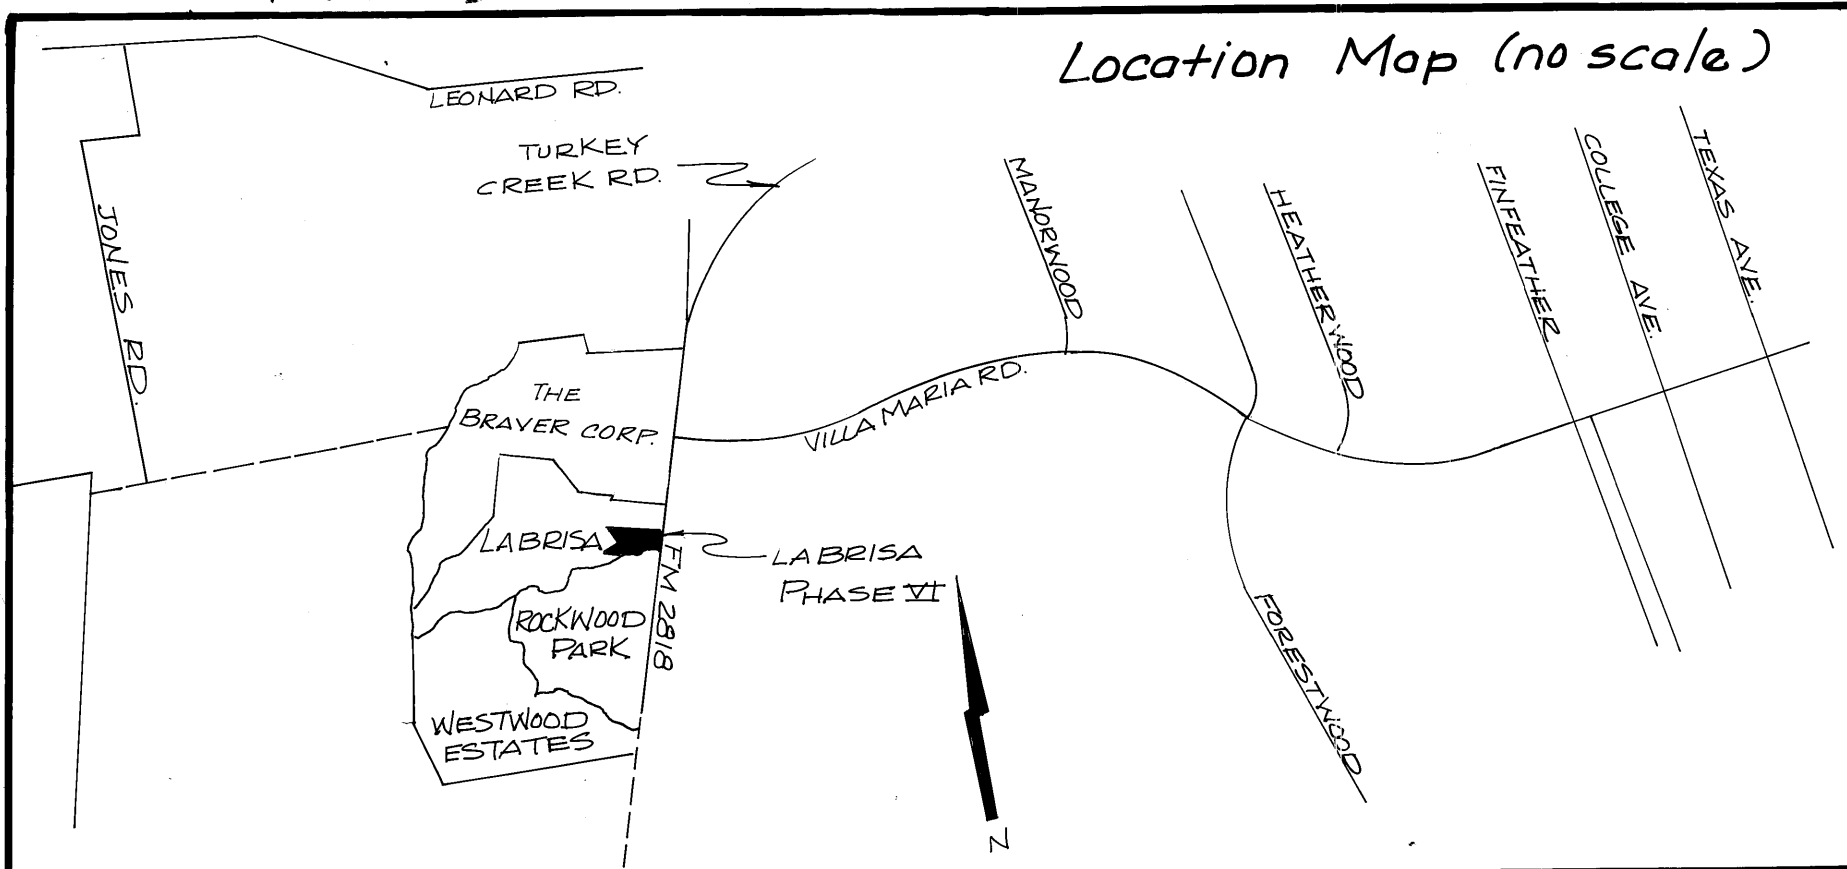 Location Map (no scale)
LEONARD RD.
TURKEY
CREEK RD.
JONES RD.
MANORWOOD
HEATHERWOOD
FINFEATHER
COLLEGE AVE.
TEXAS AVE.
THE
BRAVER CORP.
VILLA MARIA RD.
LABRISA
LABRISA
PHASE VI
FM 2818
ROCKWOOD
PARK
FORESTWOOD
WESTWOOD
ESTATES
N